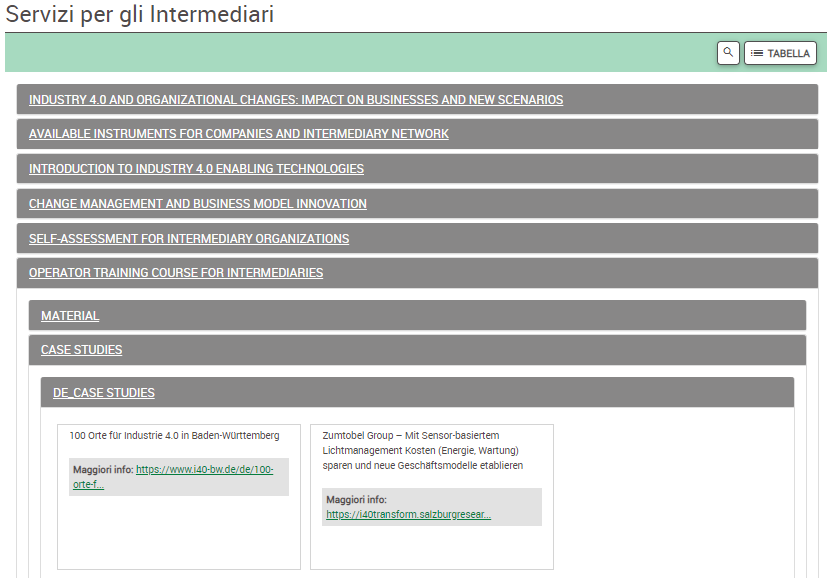 Servizi per gli Intermediari
TABELLA
INDUSTRY 4.0 AND ORGANIZATIONAL CHANGES: IMPACT ON BUSINESSES AND NEW SCENARIOS
AVAILABLE INSTRUMENTS FOR COMPANIES AND INTERMEDIARY NETWORK
INTRODUCTION TO INDUSTRY 4.0 ENABLING TECHNOLOGIES
CHANGE MANAGEMENT AND BUSINESS MODEL INNOVATION
SELF-ASSESSMENT FOR INTERMEDIARY ORGANIZATIONS
OPERATOR TRAINING COURSE FOR INTERMEDIARIES
MATERIAL
CASE STUDIES
DE_CASE STUDIES
100 Orte für Industrie 4.0 in Baden-Württemberg
Maggiori info: https://www.i40-bw.de/de/100-
orte-f...
Zumtobel Group – Mit Sensor-basiertem
Lichtmanagement Kosten (Energie, Wartung)
sparen und neue Geschäftsmodelle etablieren
Maggiori info:
https://i40transform.salzburgresear...